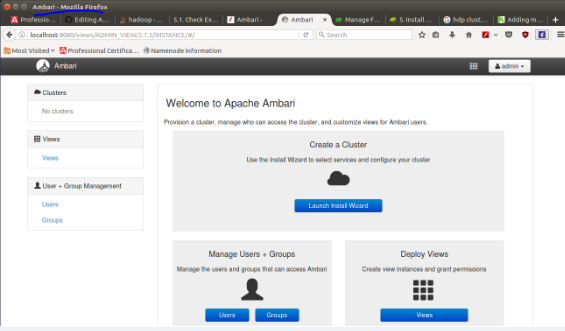 Ambari - Mozilla Firefox
Professio... Editing A... hadoop -... 5.1. Check Ex... Ambari - Ambari Manage F... 5. Install ... hdp clust... Adding m...
localhost:8080/views/ADMIN_VIEW/2.1.2/INSTANCE/#/ Search
Most Visited Professional Certifica... Namenode information
Ambari admin
Clusters
No clusters
Views
Views
User + Group Management
Users
Groups
Welcome to Apache Ambari
Provision a cluster, manage who can access the cluster, and customize views for Ambari users.
Create a Cluster
Use the Install Wizard to select services and configure your cluster
Launch Install Wizard
Manage Users + Groups
Manage the users and groups that can access Ambari
Users Groups
Deploy Views
Create view instances and grant permissions
Views